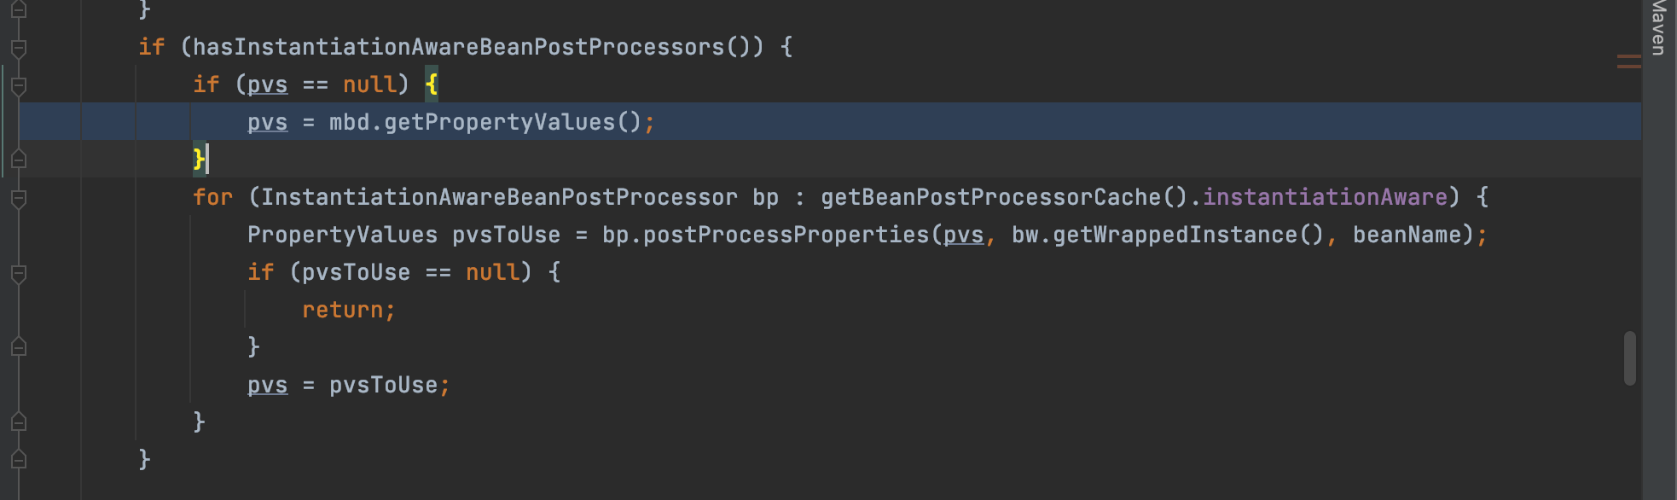 }
if (hasInstantiationAwareBeanPostProcessors()) {
if (pvs == null) {
pvs = mbd.getPropertyValues();
}
for (InstantiationAwareBeanPostProcessor bp : getBeanPostProcessorCache().instantiationAware) {
PropertyValues pvsToUse = bp.postProcessProperties(pvs, bw.getWrappedInstance(), beanName);
if (pvsToUse == null) {
return;
}
pvs = pvsToUse;
}
}
Maven